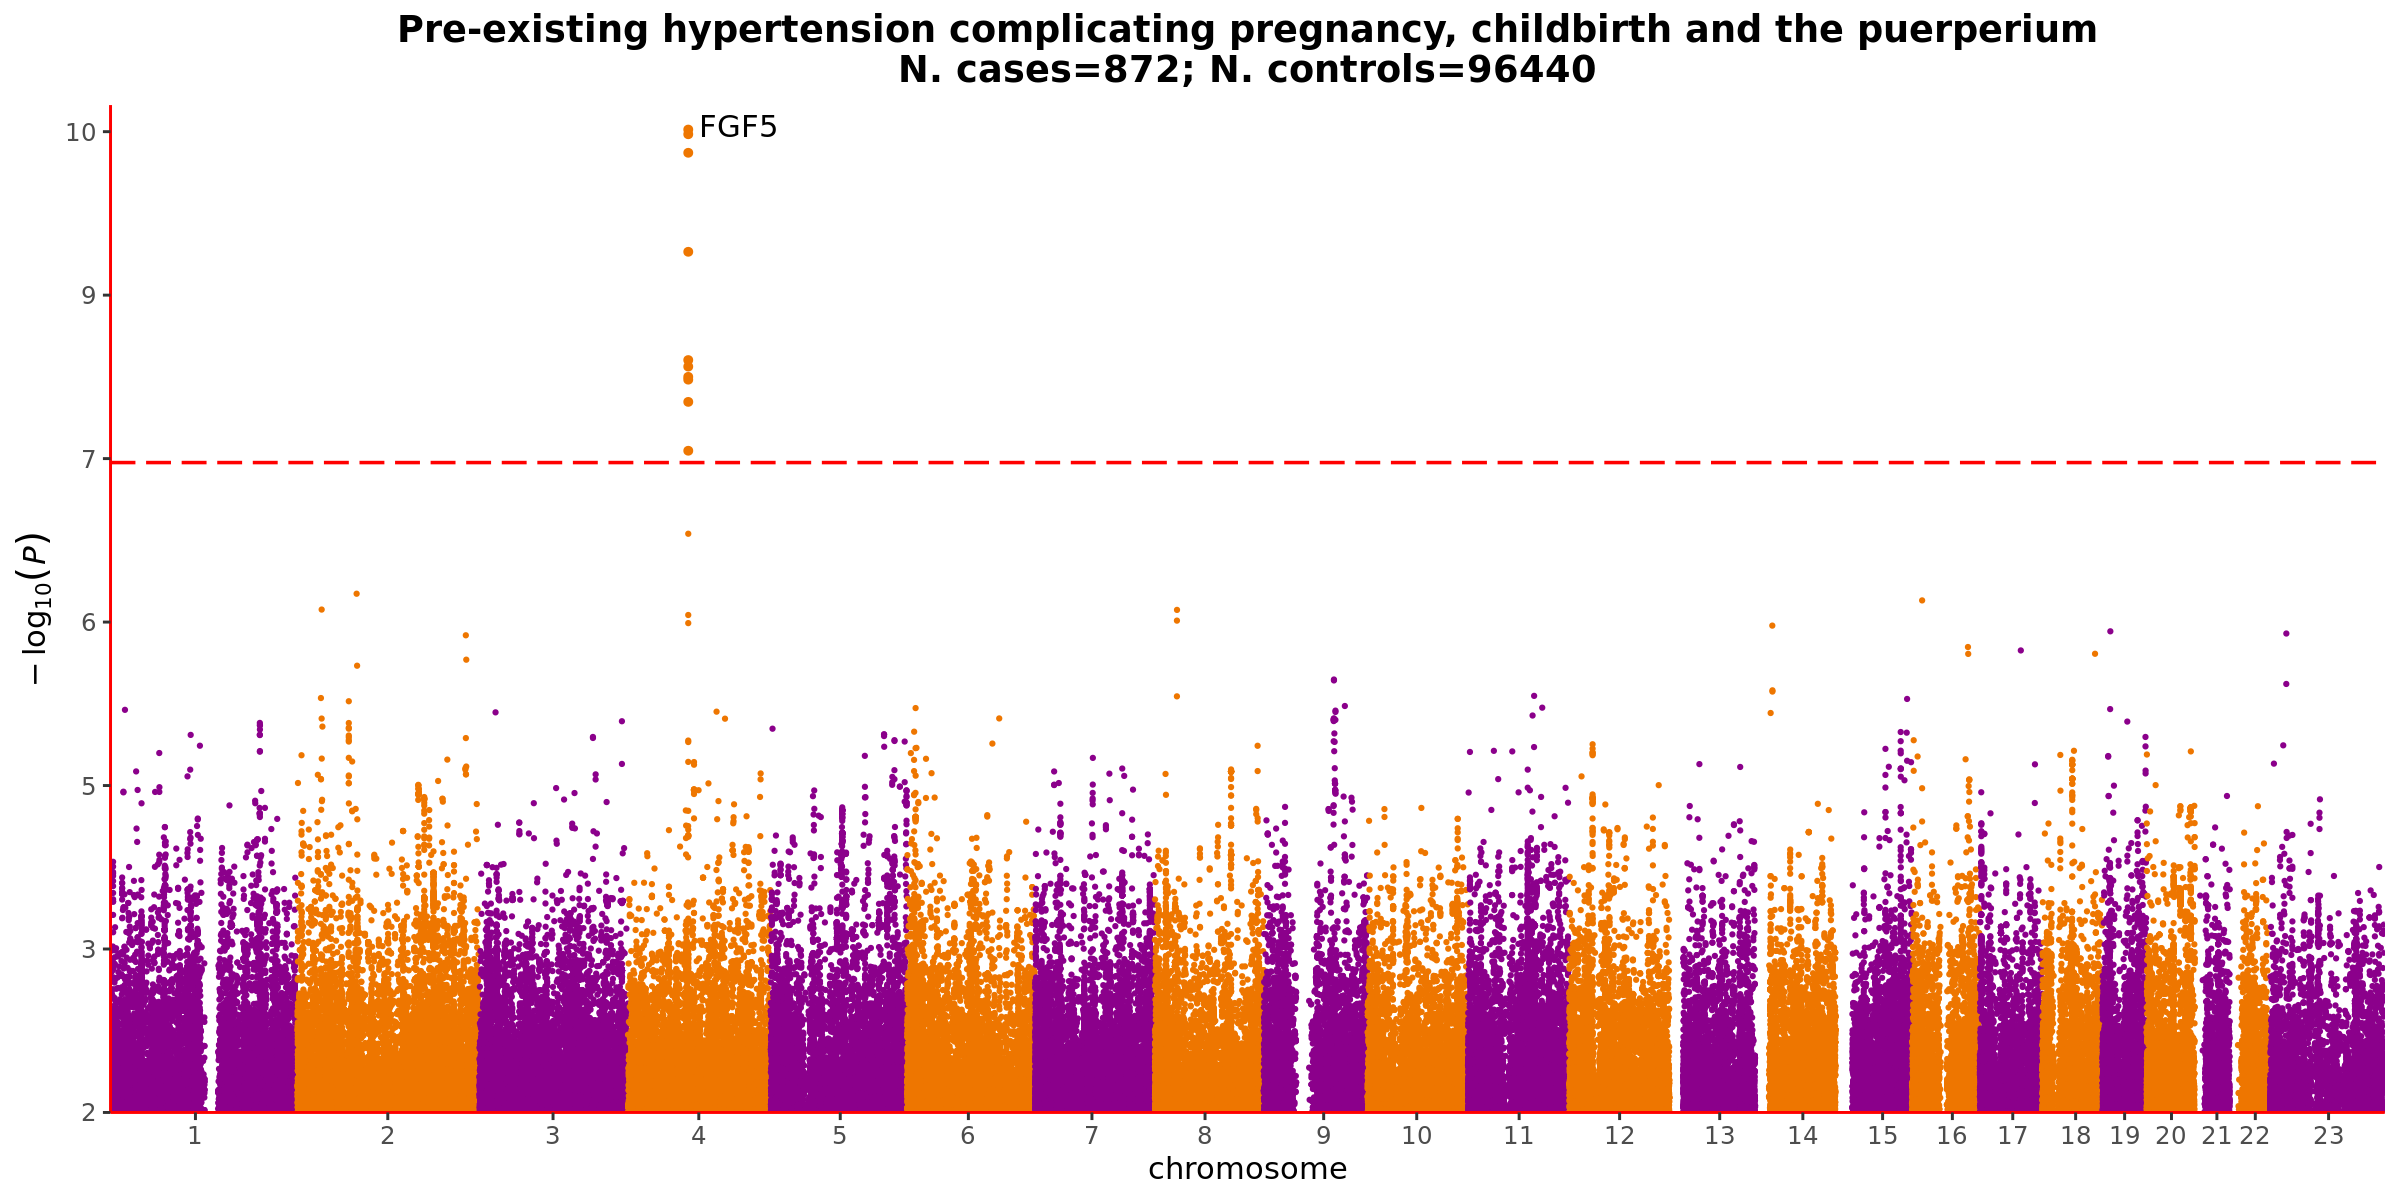 Pre-existing hypertension complicating pregnancy, childbirth and the puerperium
N. cases=872; N. controls=96440
10
FGF5
9
7
6
5
3
2
− log10(P)
1 2 3 4 5 6 7 8 9 10 11 12 13 14 15 16 17 18 19 20 21 22 23
chromosome